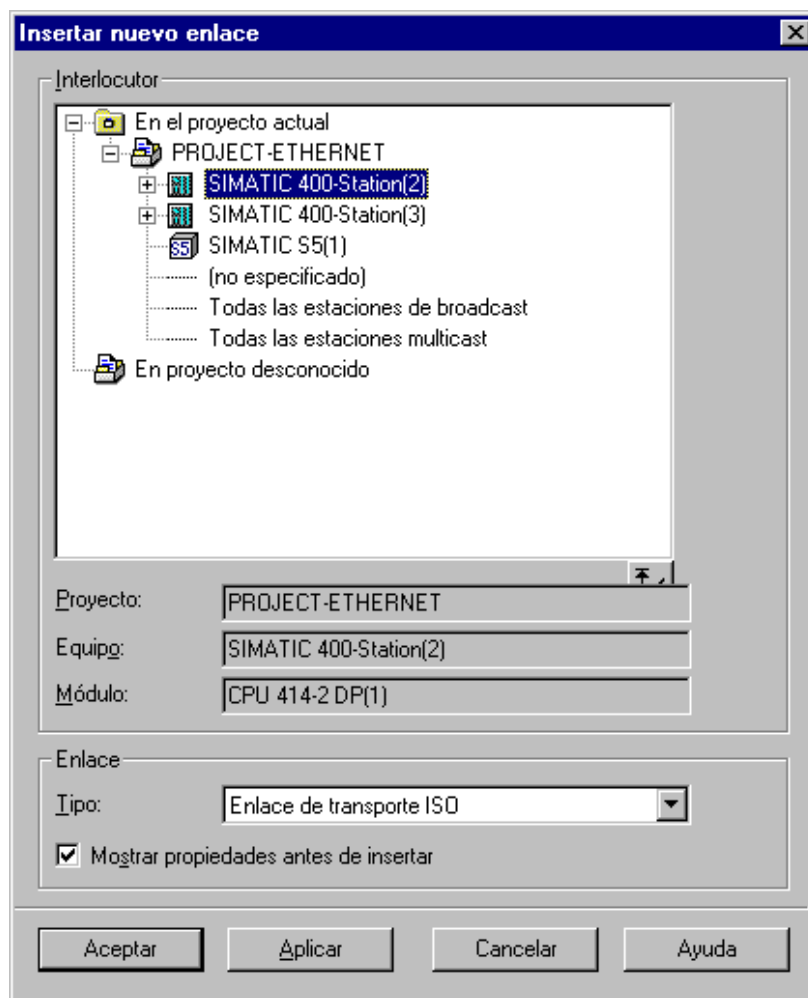 Insertar nuevo enlace
Interlocutor
En el proyecto actual
PROJECT-ETHERNET
SIMATIC 400-Station(2)
SIMATIC 400-Station(3)
S5 SIMATIC S5(1)
(no especificado)
Todas las estaciones de broadcast
Todas las estaciones multicast
En proyecto desconocido
Proyecto: PROJECT-ETHERNET
Equipo: SIMATIC 400-Station(2)
Módulo: CPU 414-2 DP(1)
Enlace
Tipo: Enlace de transporte ISO
Mostrar propiedades antes de insertar
Aceptar Aplicar Cancelar Ayuda